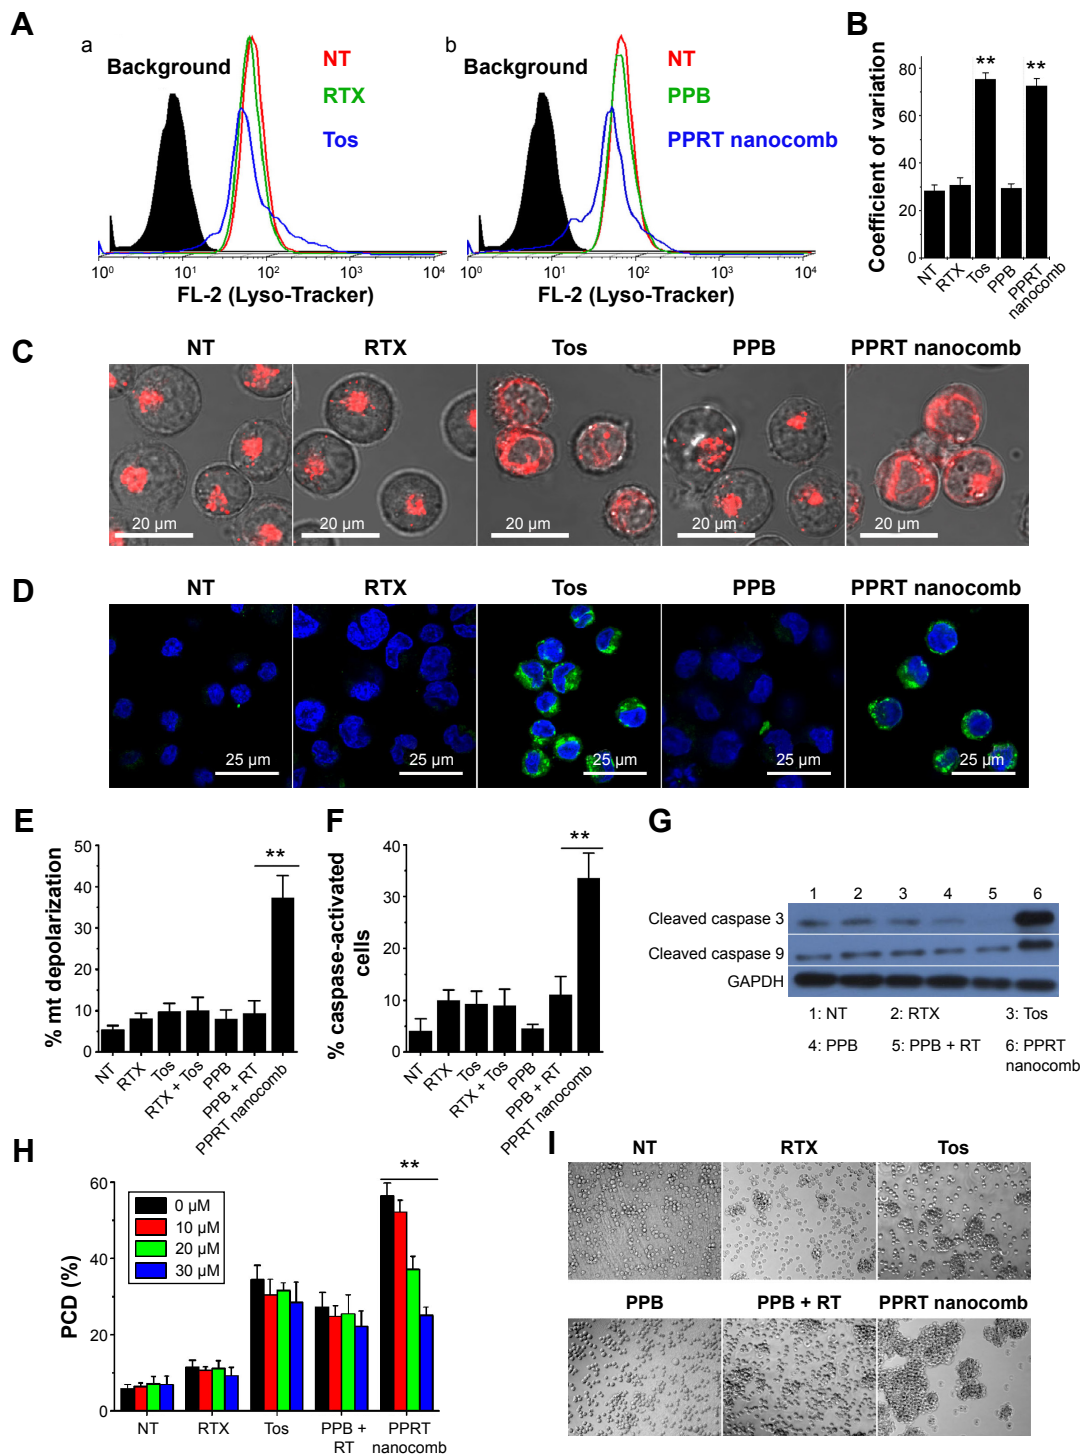 A
a
Background
NT
RTX
Tos
10⁰ 10¹ 10² 10³ 10⁴
FL-2 (Lyso-Tracker)
b
Background
NT
PPB
PPRT nanocomb
10⁰ 10¹ 10² 10³ 10⁴
FL-2 (Lyso-Tracker)
B
Coefficient of variation
80
60
40
20
0
** **
NT RTX Tos PPB PPRT nanocomb
C
NT RTX Tos PPB PPRT nanocomb
20 µm 20 µm 20 µm 20 µm 20 µm
D
NT RTX Tos PPB PPRT nanocomb
25 µm 25 µm 25 µm 25 µm 25 µm
E
% mt depolarization
50
40
30
20
10
0
**
NT RTX Tos RTX + Tos PPB PPB + RT PPRT nanocomb
F
% caspase-activated
cells
40
30
20
10
0
**
NT RTX Tos RTX + Tos PPB PPB + RT PPRT nanocomb
G
1 2 3 4 5 6
Cleaved caspase 3
Cleaved caspase 9
GAPDH
1: NT 2: RTX 3: Tos
4: PPB 5: PPB + RT 6: PPRT
nanocomb
H
PCD (%)
60
40
20
0
0 µM
10 µM
20 µM
30 µM
**
NT RTX Tos PPB + PPRT
RT nanocomb
I
NT RTX Tos
PPB PPB + RT PPRT nanocomb